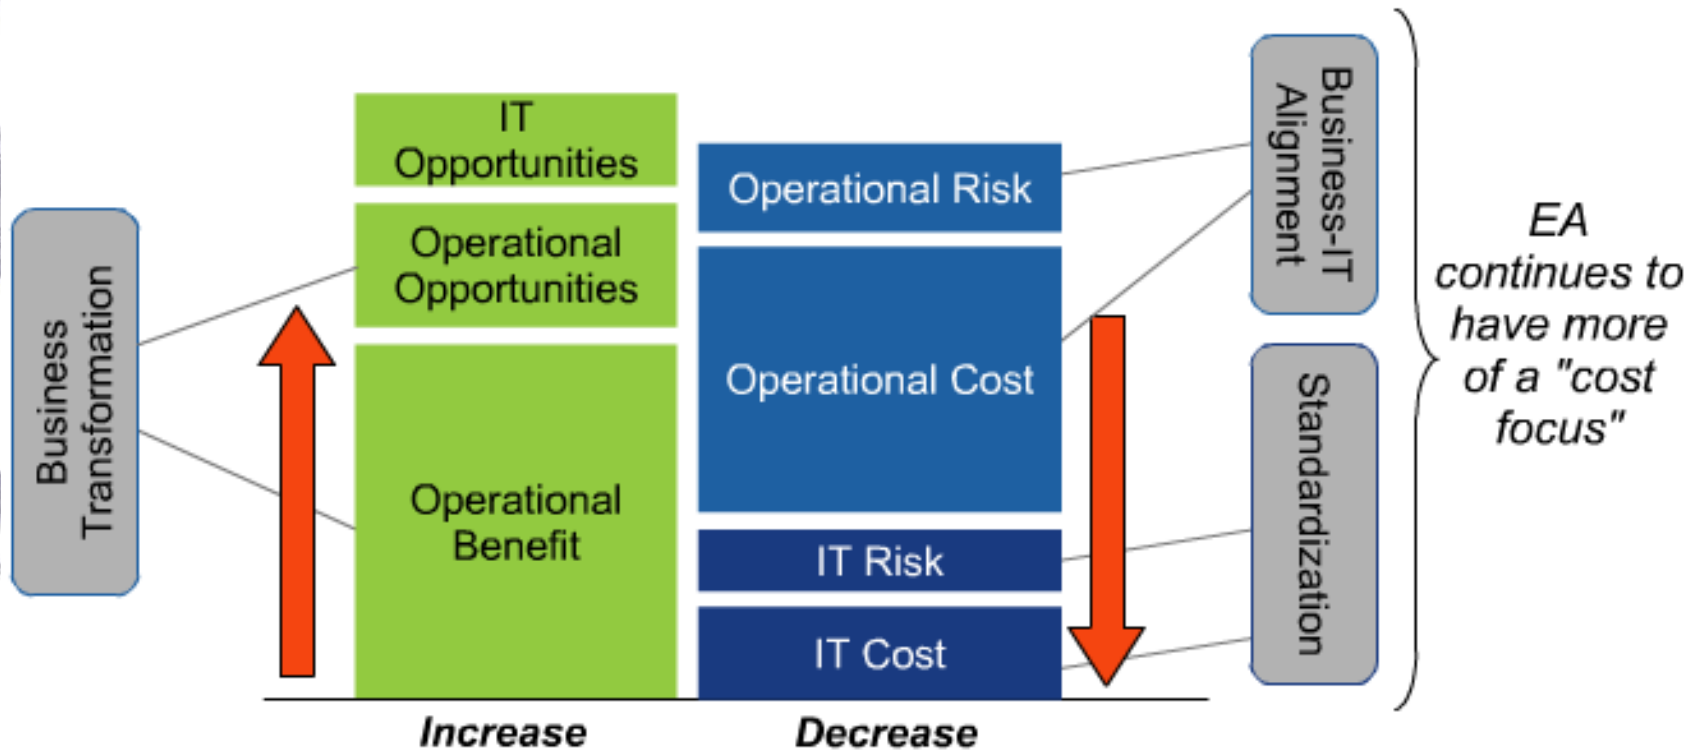 Business
Transformation
IT
Opportunities
Operational
Opportunities
Operational
Benefit
Increase
Operational Risk
Operational Cost
IT Risk
IT Cost
Decrease
Business-IT
Alignment
Standardization
EA
continues to
have more
of a "cost
focus"